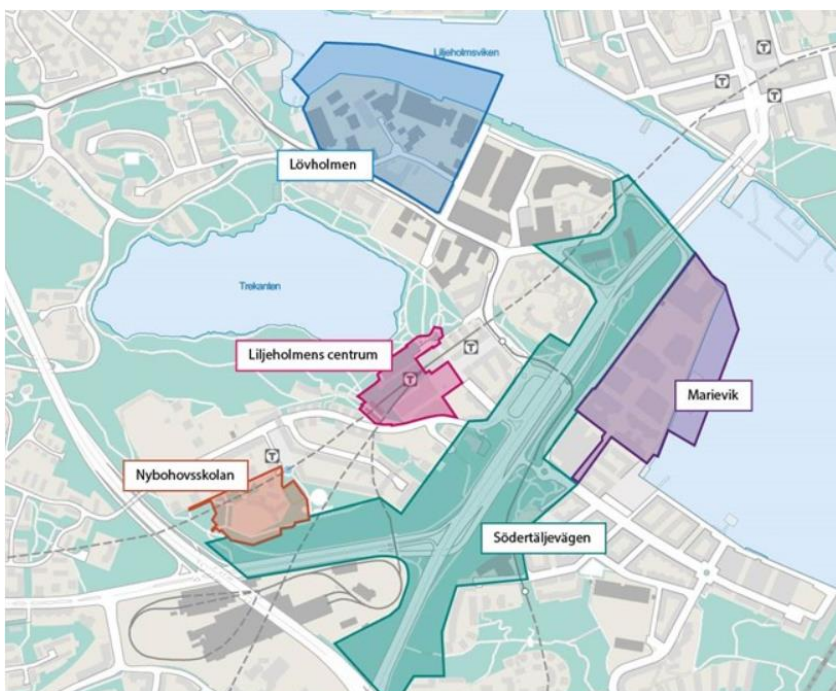 Liljeholmsviken
T
T
T
Lövholmen
Trekanten
Liljeholmens centrum
T
T
Marievik
Nybohovsskolan
T
Södertäljevägen